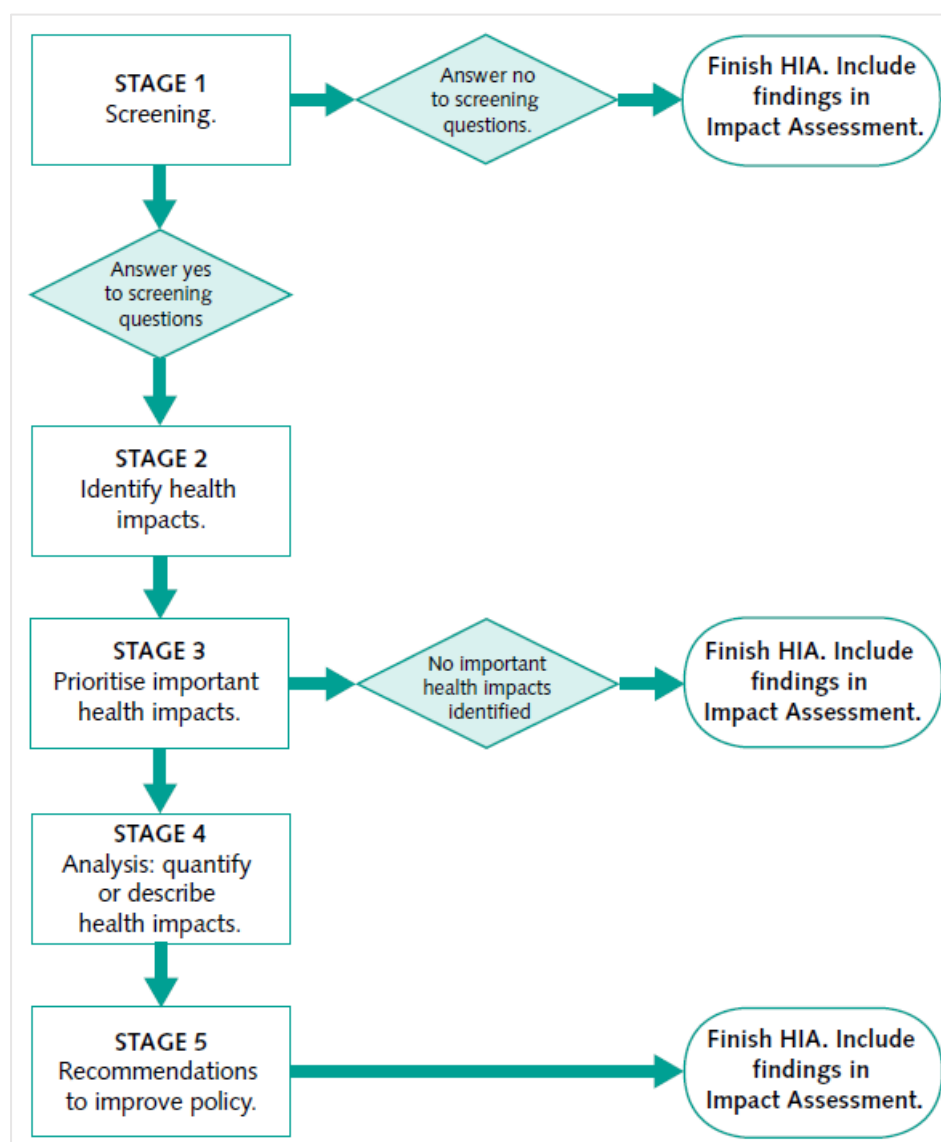 STAGE 1
Screening.
Answer no
to screening
questions.
Finish HIA. Include
findings in
Impact Assessment.
Answer yes
to screening
questions
STAGE 2
Identify health
impacts.
STAGE 3
Prioritise important
health impacts.
No important
health impacts
identified
Finish HIA. Include
findings in
Impact Assessment.
STAGE 4
Analysis: quantify
or describe
health impacts.
STAGE 5
Recommendations
to improve policy.
Finish HIA. Include
findings in
Impact Assessment.